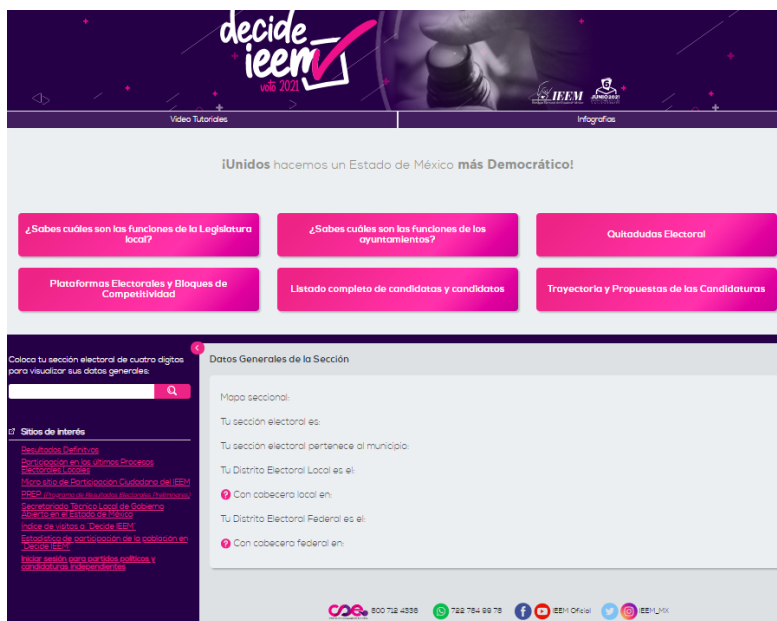 decide
ieem
voto 2021
IEEM
6
JUNIO 2021
Video Tutoriales
Infografías
¡Unidos hacemos un Estado de México más Democrático!
¿Sabes cuáles son las funciones de la Legislatura
local?
¿Sabes cuáles son las funciones de los
ayuntamientos?
Quitadudas Electoral
Plataformas Electorales y Bloques de
Competitividad
Listado completo de candidatas y candidatos
Trayectoria y Propuestas de las Candidaturas
Coloca tu sección electoral de cuatro dígitos
para visualizar sus datos generales:
Sitios de interés
Resultados Definitivos
Participación en los últimos Procesos
Electorales Locales
Micro sitio de Participación Ciudadana del IEEM
PREP (Programa de Resultados Electorales Preliminares)
Secretariado Técnico Local de Gobierno
Abierto en el Estado de México
Índice de visitas a "Decide IEEM"
Estadística de participación de la población en
"Decide IEEM"
Iniciar sesión para partidos políticos y
candidaturas independientes
Datos Generales de la Sección
Mapa seccional:
Tu sección electoral es:
Tu sección electoral pertenece al municipio:
Tu Distrito Electoral Local es el:
? Con cabecera local en:
Tu Distrito Electoral Federal es el:
? Con cabecera federal en:
cae 800 712 4336 722 784 99 78 IEEM Oficial IEEM_MX